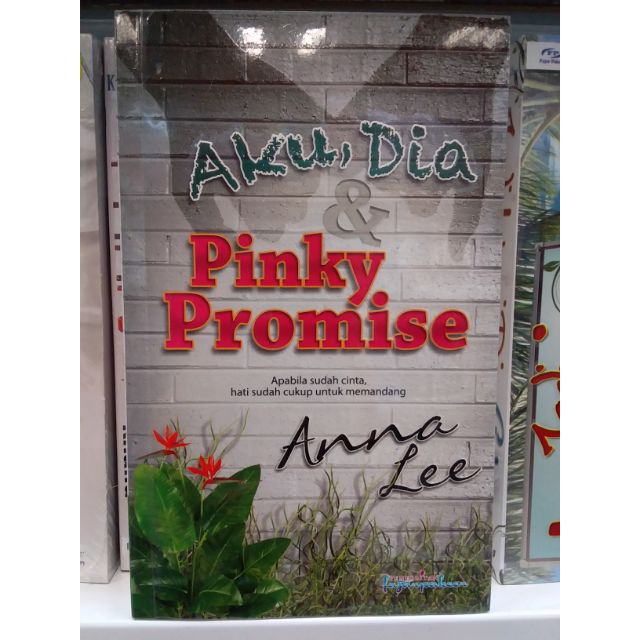 Aku, Dia
&
Pinky
Promise
Apabila sudah cinta,
hati sudah cukup untuk memandang
Anna
Lee